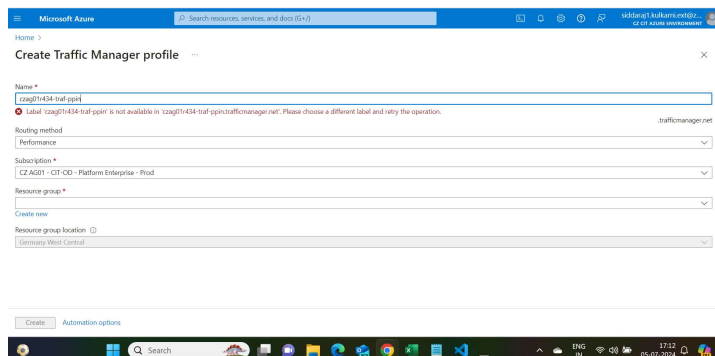 Microsoft Azure
Search resources, services, and docs (G+/)
siddaraj1.kulkarni.ext@z...
CZ CIT AZURE ENVIRONMENT
Home >
Create Traffic Manager profile ...
Name *
czag01r434-traf-ppin
Label 'czag01r434-traf-ppin' is not available in 'czag01r434-traf-ppin.trafficmanager.net'. Please choose a different label and retry the operation.
.trafficmanager.net
Routing method
Performance
Subscription *
CZ AG01 - CIT-OD - Platform Enterprise - Prod
Resource group *
Create new
Resource group location
Germany West Central
Create Automation options
Search
ENG
IN
17:12
05-07-2024